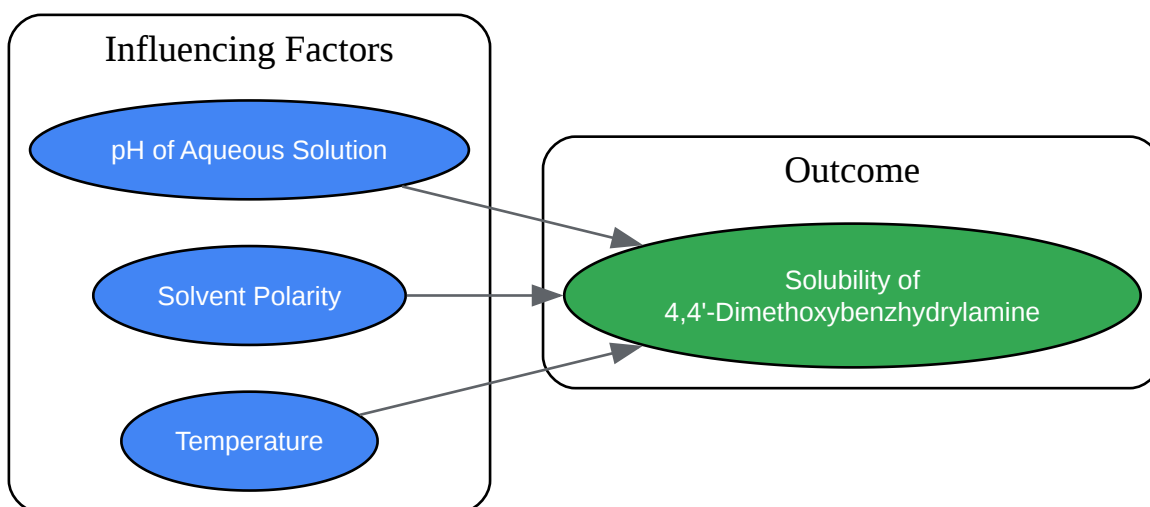 Influencing Factors
pH of Aqueous Solution
Solvent Polarity
Temperature
Outcome
Solubility of
4,4'-Dimethoxybenzhydrylamine